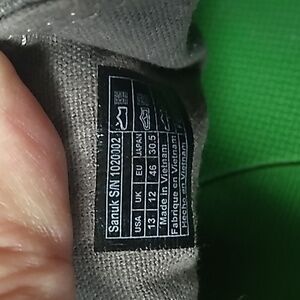 Sanuk S/N 1020002
USA UK EU JAPAN
13 12 46 30.5
Made in Vietnam
Fabrique en Vietnam
Hecho en Vietnam